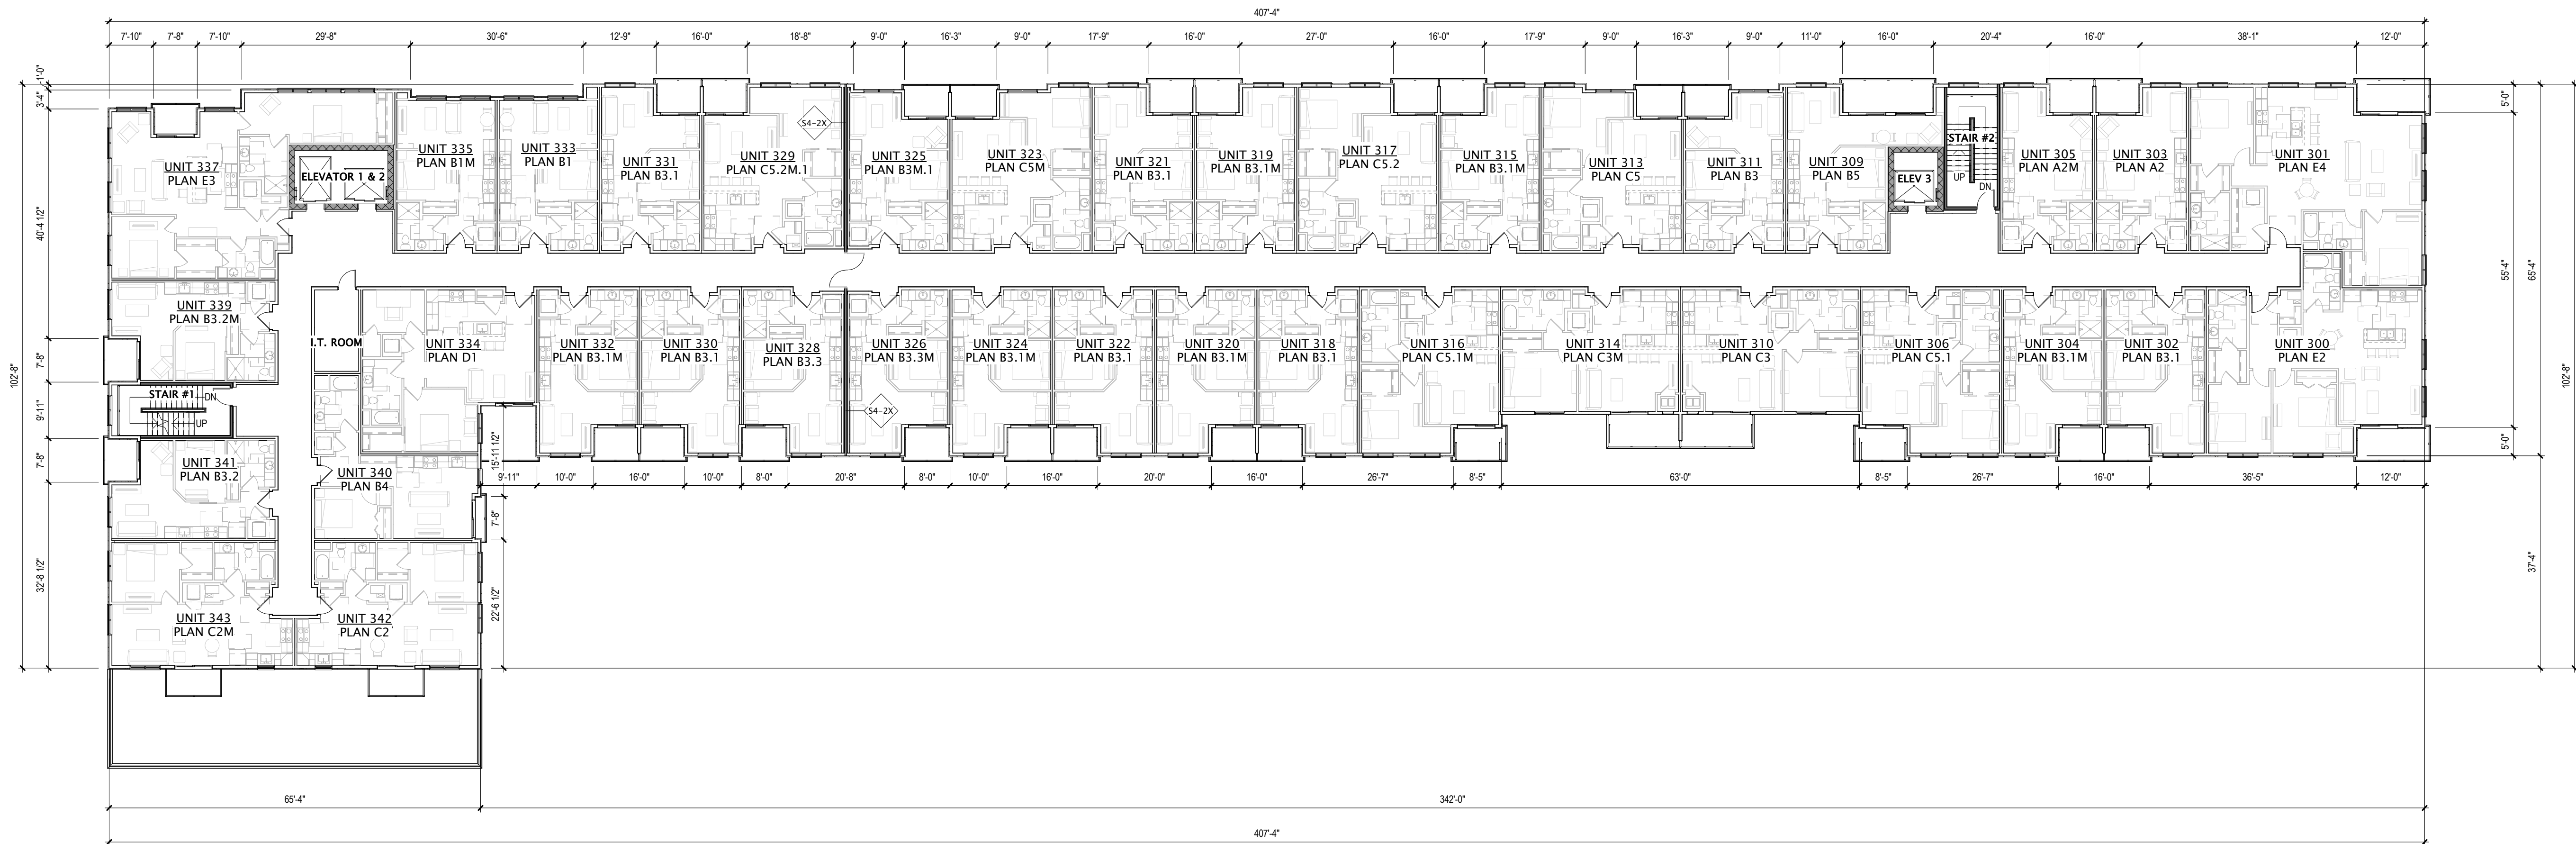 407'-4"
7'-10"
7'-8"
7'-10"
29'-8"
30'-6"
12'-9"
16'-0"
18'-8"
9'-0"
16'-3"
9'-0"
17'-9"
16'-0"
27'-0"
16'-0"
17'-9"
9'-0"
16'-3"
9'-0"
11'-0"
16'-0"
20'-4"
16'-0"
38'-1"
12'-0"
1'-0"
3'-4"
40'-4 1/2"
7'-8"
9'-11"
7'-8"
32'-8 1/2"
102'-8"
UNIT 337
PLAN E3
ELEVATOR 1 & 2
UNIT 335
PLAN B1M
UNIT 333
PLAN B1
UNIT 331
PLAN B3.1
UNIT 329
PLAN C5.2M.1
S4-2X
UNIT 325
PLAN B3M.1
UNIT 323
PLAN C5M
UNIT 321
PLAN B3.1
UNIT 319
PLAN B3.1M
UNIT 317
PLAN C5.2
UNIT 315
PLAN B3.1M
UNIT 313
PLAN C5
UNIT 311
PLAN B3
UNIT 309
PLAN B5
ELEV 3
STAIR #2
UP
DN
UNIT 305
PLAN A2M
UNIT 303
PLAN A2
UNIT 301
PLAN E4
5'-0"
55'-4"
5'-0"
65'-4"
37'-4"
102'-8"
UNIT 339
PLAN B3.2M
I.T. ROOM
UNIT 334
PLAN D1
UNIT 332
PLAN B3.1M
UNIT 330
PLAN B3.1
UNIT 328
PLAN B3.3
UNIT 326
PLAN B3.3M
UNIT 324
PLAN B3.1M
UNIT 322
PLAN B3.1
UNIT 320
PLAN B3.1M
UNIT 318
PLAN B3.1
UNIT 316
PLAN C5.1M
UNIT 314
PLAN C3M
UNIT 310
PLAN C3
UNIT 306
PLAN C5.1
UNIT 304
PLAN B3.1M
UNIT 302
PLAN B3.1
UNIT 300
PLAN E2
STAIR #1
DN
UP
S4-2X
UNIT 341
PLAN B3.2
UNIT 340
PLAN B4
15'-11 1/2"
7'-8"
22'-6 1/2"
9'-11"
10'-0"
16'-0"
10'-0"
8'-0"
20'-8"
8'-0"
10'-0"
16'-0"
20'-0"
16'-0"
26'-7"
8'-5"
63'-0"
8'-5"
26'-7"
16'-0"
36'-5"
12'-0"
UNIT 343
PLAN C2M
UNIT 342
PLAN C2
65'-4"
342'-0"
407'-4"